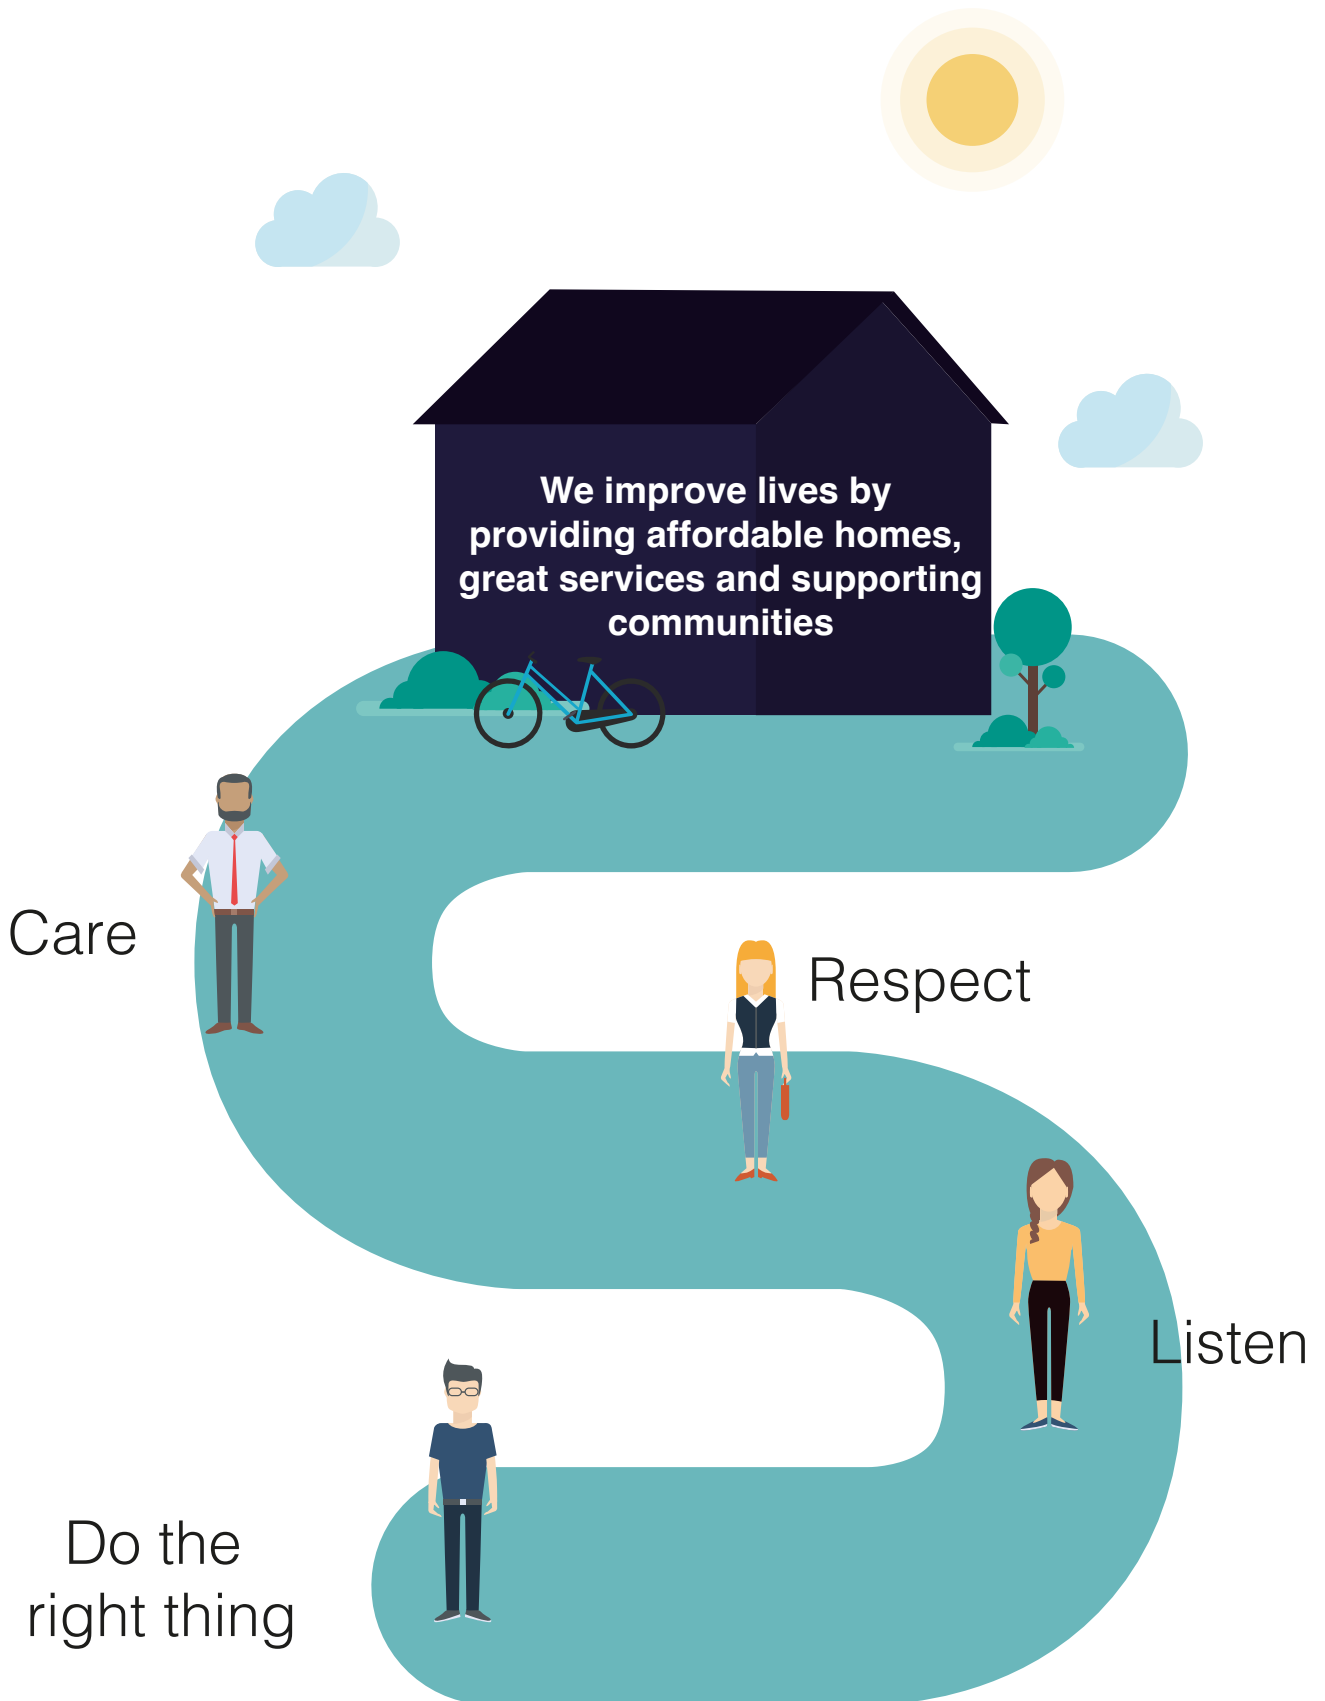 We improve lives by
providing affordable homes,
great services and supporting
communities
Care
Respect
Listen
Do the
right thing